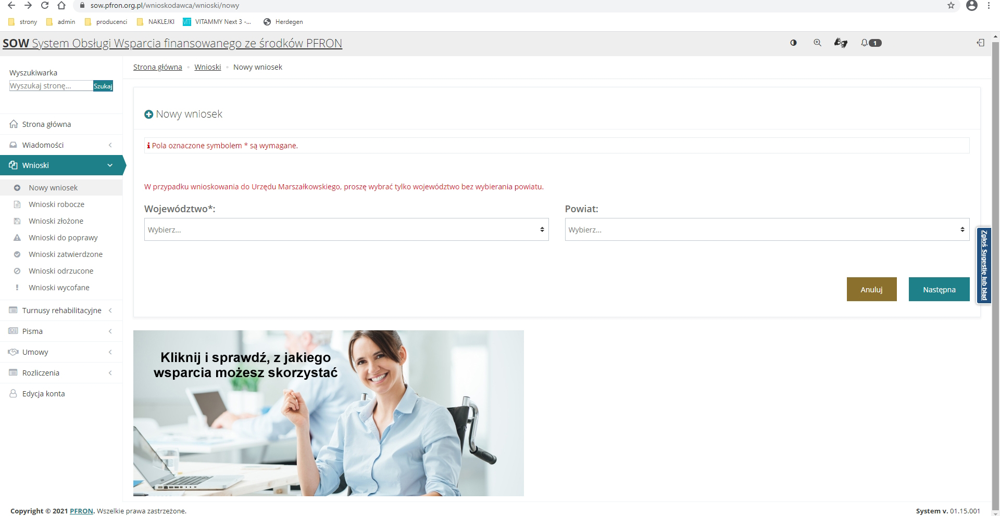 sow.pfron.org.pl/wnioskodawca/wnioski/nowy
strony admin producenci NAKLEJKI VIT VITAMMY Next 3 -... Herdegen
SOW System Obsługi Wsparcia finansowanego ze środków PFRON
1
Wyszukiwarka
Wyszukaj stronę... Szukaj
Strona główna
Wiadomości
Wnioski
Nowy wniosek
Wnioski robocze
Wnioski złożone
Wnioski do poprawy
Wnioski zatwierdzone
Wnioski odrzucone
Wnioski wycofane
Turnusy rehabilitacyjne
Pisma
Umowy
Rozliczenia
Edycja konta
Strona główna Wnioski Nowy wniosek
Nowy wniosek
Pola oznaczone symbolem * są wymagane.
W przypadku wnioskowania do Urzędu Marszałkowskiego, proszę wybrać tylko województwo bez wybierania powiatu.
Województwo*: Powiat:
Wybierz... Wybierz...
Anuluj Następna
Zgłoś Sugestię lub błąd
Kliknij i sprawdź, z jakiego
wsparcia możesz skorzystać
Copyright © 2021 PFRON. Wszelkie prawa zastrzeżone. System v. 01.15.001